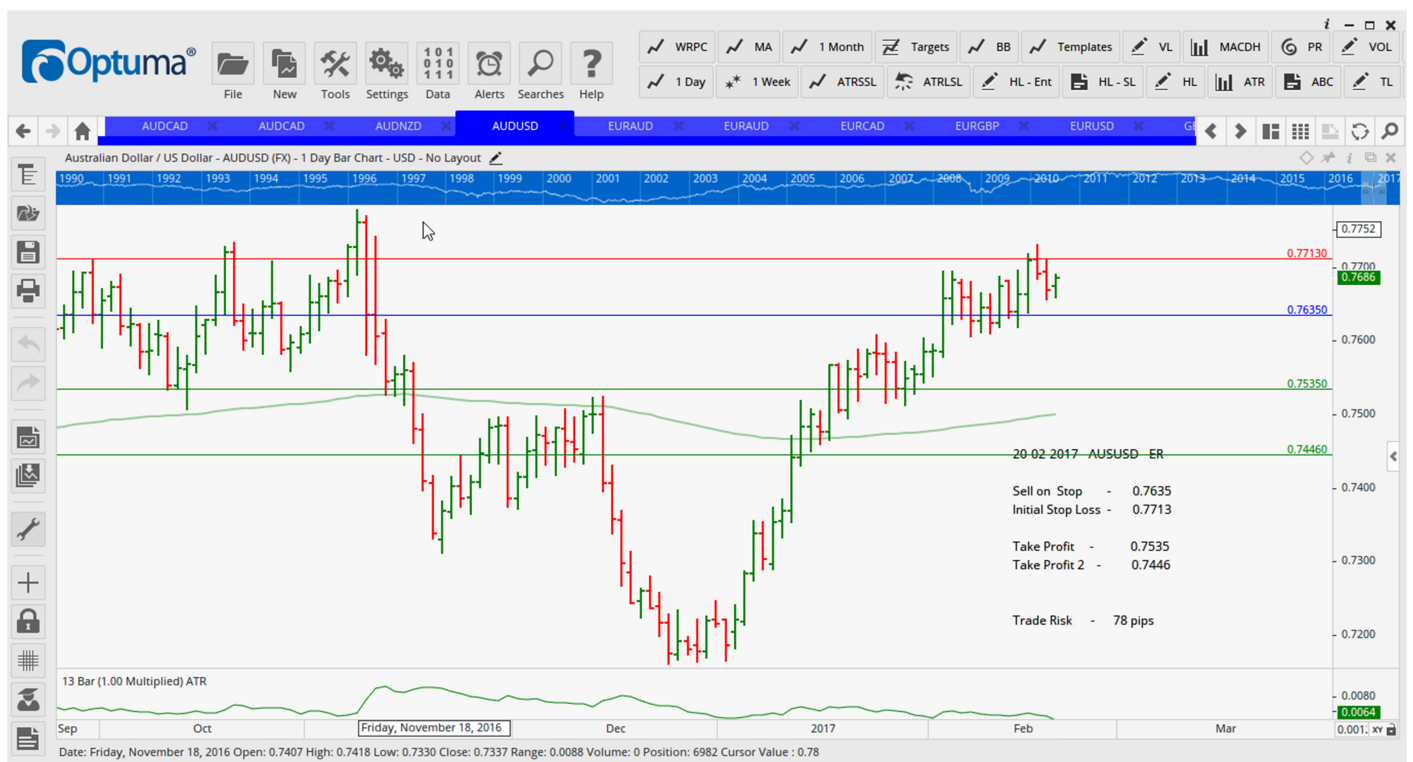 Optuma®
File
New
Tools
Settings
Data
Alerts
Searches
Help
WRPC MA 1 Month Targets BB Templates VL MACDH PR VOL
1 Day 1 Week ATRSSL ATRLSL HL - Ent HL - SL HL ATR ABC TL
AUDCAD AUDCAD AUDNZD AUDUSD EURAUD EURAUD EURCAD EURGBP EURUSD
Australian Dollar / US Dollar - AUDUSD (FX) - 1 Day Bar Chart - USD - No Layout
1990 1991 1992 1993 1994 1995 1996 1997 1998 1999 2000 2001 2002 2003 2004 2005 2006 2007 2008 2009 2010 2011 2012 2013 2014 2015 2016 2017
0.7752
0.77130
0.7700
0.7686
0.76350
0.7600
0.75350
0.7500
0.74460
20 02 2017 AUSUSD ER
Sell on Stop - 0.7635
0.7400
Initial Stop Loss - 0.7713
Take Profit - 0.7535
0.7300
Take Profit 2 - 0.7446
Trade Risk - 78 pips
0.7200
13 Bar (1.00 Multiplied) ATR
0.0080
0.0064
Sep Oct Friday, November 18, 2016 Dec 2017 Feb Mar XY
Date: Friday, November 18, 2016 Open: 0.7407 High: 0.7418 Low: 0.7330 Close: 0.7337 Range: 0.0088 Volume: 0 Position: 6982 Cursor Value : 0.78